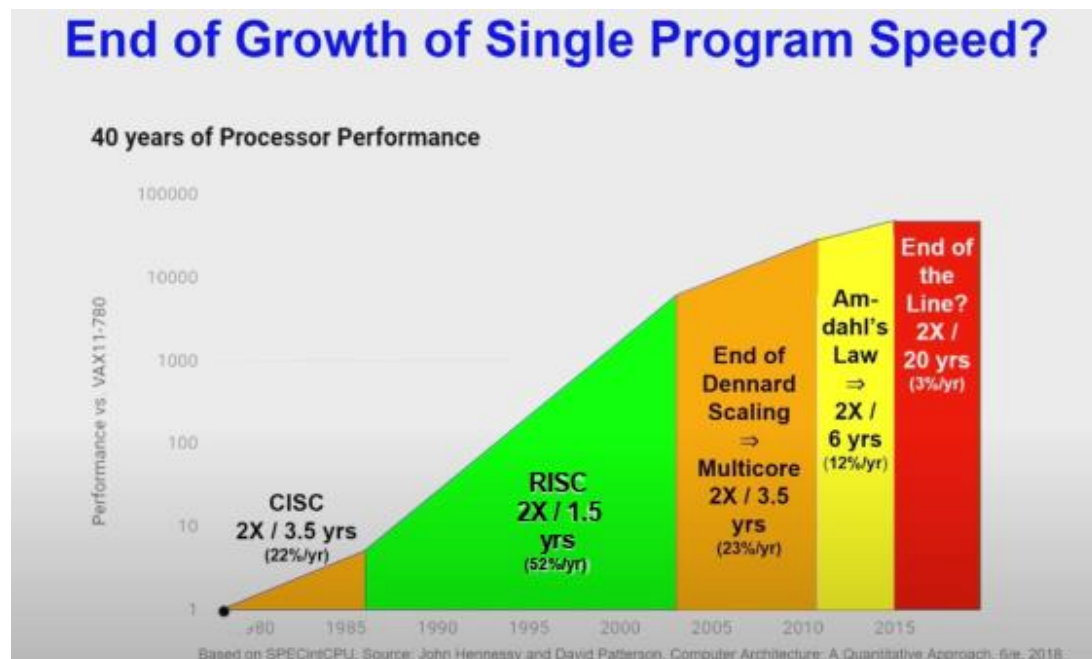 End of Growth of Single Program Speed?
40 years of Processor Performance
100000
10000
1000
100
10
1
Performance vs VAX11-780
CISC
2X / 3.5 yrs
(22%/yr)
RISC
2X / 1.5
yrs
(52%/yr)
End of
Dennard
Scaling
⇒
Multicore
2X / 3.5
yrs
(23%/yr)
Am-
dahl's
Law
⇒
2X /
6 yrs
(12%/yr)
End of
the
Line?
2X /
20 yrs
(3%/yr)
980 1985 1990 1995 2000 2005 2010 2015
Based on SPECintCPU. Source: John Hennessy and David Patterson, Computer Architecture: A Quantitative Approach, 6/e, 2018.